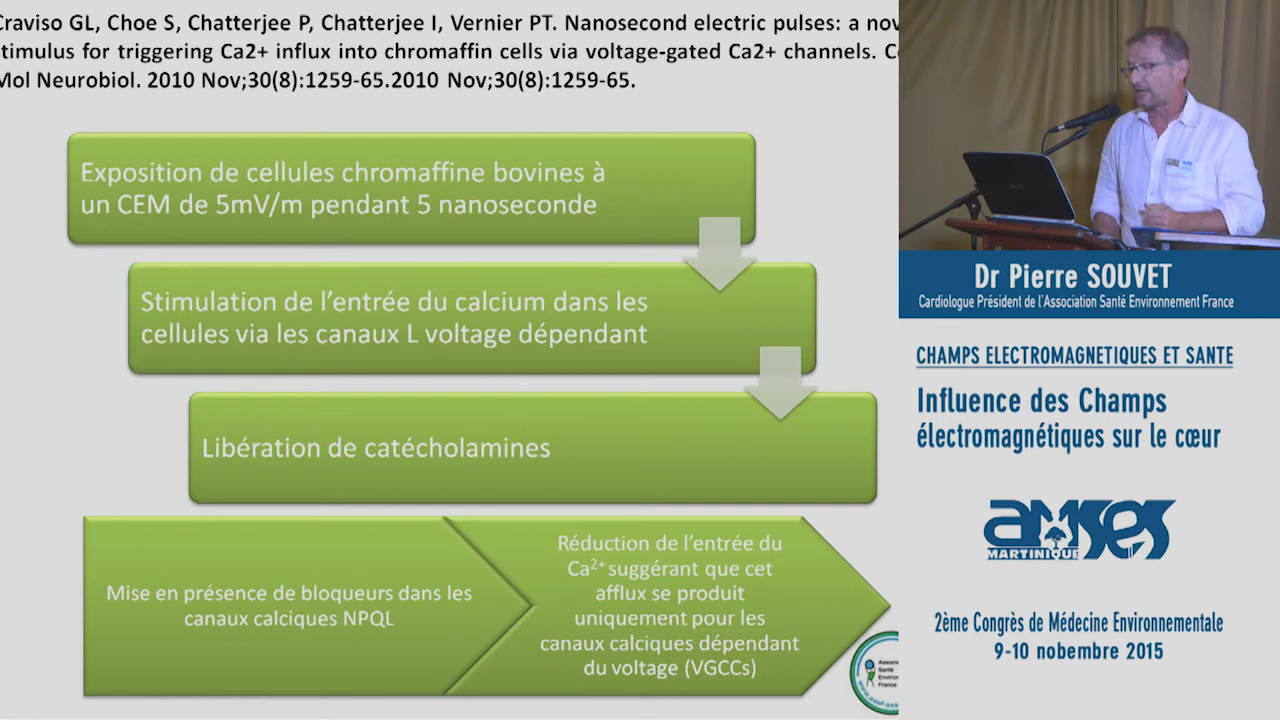 Craviso GL, Choe S, Chatterjee P, Chatterjee I, Vernier PT. Nanosecond electric pulses: a nov
stimulus for triggering Ca2+ influx into chromaffin cells via voltage-gated Ca2+ channels. Ce
Mol Neurobiol. 2010 Nov;30(8):1259-65.2010 Nov;30(8):1259-65.
Exposition de cellules chromaffine bovines à
un CEM de 5mV/m pendant 5 nanoseconde
Stimulation de l'entrée du calcium dans les
cellules via les canaux L voltage dépendant
Libération de catécholamines
Mise en présence de bloqueurs dans les
canaux calciques NPQL
Réduction de l'entrée du
Ca²⁺ suggérant que cet
afflux se produit
uniquement pour les
canaux calciques dépendant
du voltage (VGCCs)
Dr Pierre SOUVET
Cardiologue Président de l'Association Santé Environnement France
CHAMPS ELECTROMAGNETIQUES ET SANTE
Influence des Champs
électromagnétiques sur le cœur
AMSES
MARTINIQUE
2ème Congrès de Médecine Environnementale
9-10 nobembre 2015